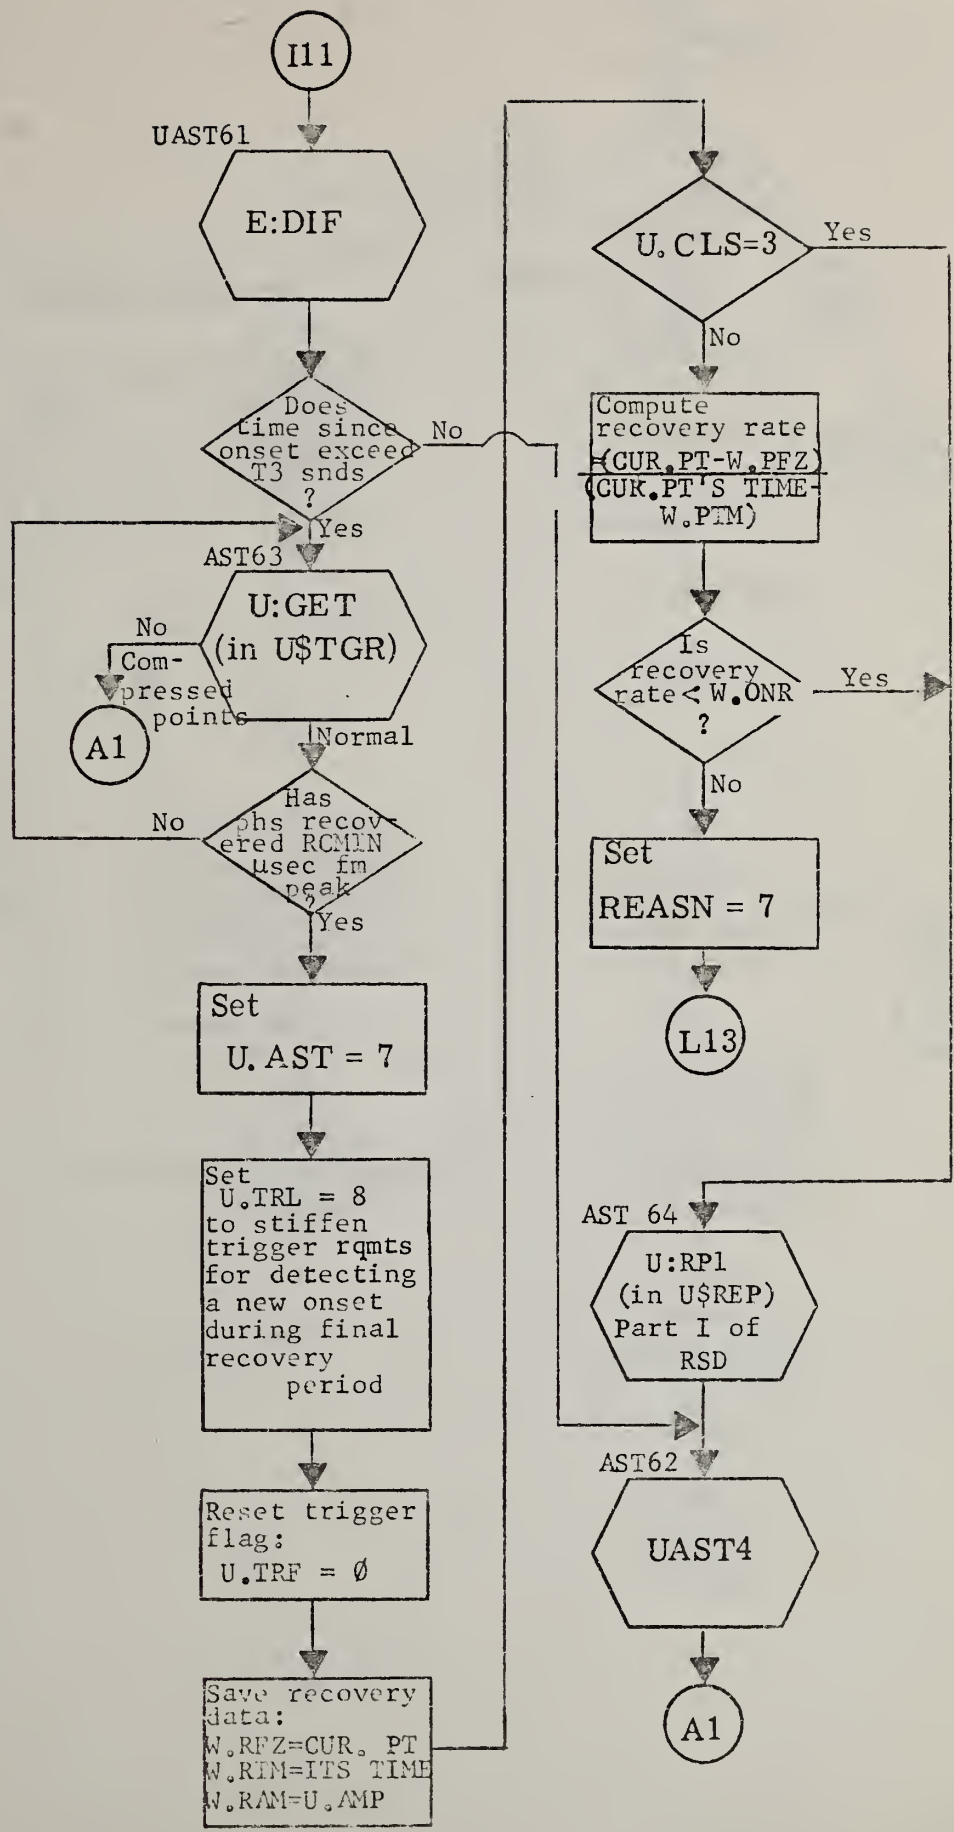 I11
UAST61
E:DIF
Does
time since
onset exceed
T3 snds
?
No
Yes
AST63
U:GET
(in U$TGR)
No
Com-
pressed
points
A1
Normal
Has
phs recov-
ered RCMIN
µsec fm
peak
?
No
Yes
Set
U.AST = 7
Set
U.TRL = 8
to stiffen
trigger rqmts
for detecting
a new onset
during final
recovery
period
Reset trigger
flag:
U.TRF = Ø
Save recovery
data:
W.RFZ=CUR. PT
W.RTM=ITS TIME
W.RAM=U.AMP
U.CLS=3
Yes
No
Compute
recovery rate
=(CUR.PT-W.PFZ)
(CUR.PT'S TIME-
W.PTM)
Is
recovery
rate< W.ONR
?
Yes
No
Set
REASN = 7
L13
AST 64
U:RP1
(in U$REP)
Part I of
RSD
AST62
UAST4
A1